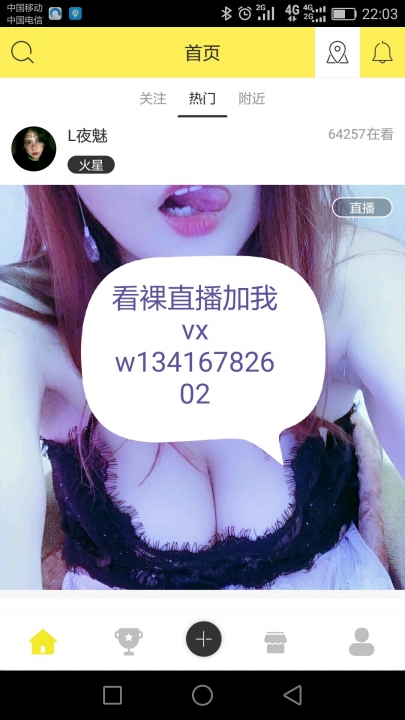 中国移动
中国电信
2G
4G
4G
2G
22:03
首页
关注
热门
附近
L夜魅
64257在看
火星
直播
看裸直播加我
vx
w134167826
02